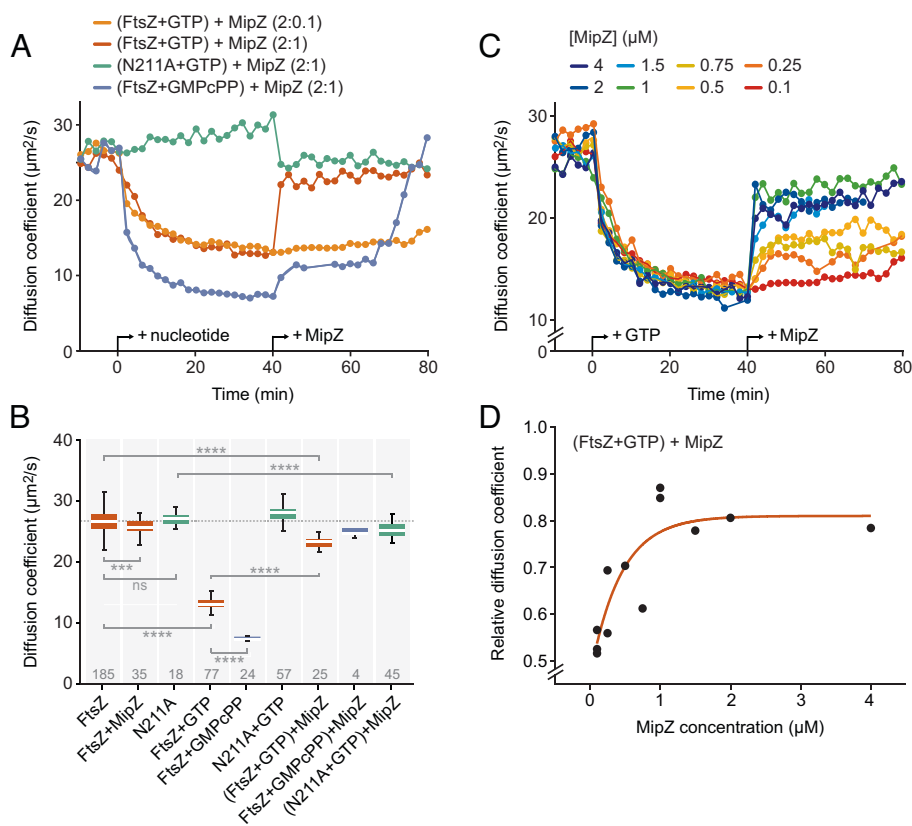 A
(FtsZ+GTP) + MipZ (2:0.1)
(FtsZ+GTP) + MipZ (2:1)
(N211A+GTP) + MipZ (2:1)
(FtsZ+GMPcPP) + MipZ (2:1)
Diffusion coefficient (µm²/s)
30
20
10
0
+ nucleotide
+ MipZ
0 20 40 60 80
Time (min)
C
[MipZ] (µM)
4 1.5 0.75 0.25
2 1 0.5 0.1
Diffusion coefficient (µm²/s)
30
20
10
0
+ GTP
+ MipZ
0 20 40 60 80
Time (min)
B
Diffusion coefficient (µm²/s)
40
30
20
10
0
****
****
***
ns
****
****
****
185 35 18 77 24 57 25 4 45
FtsZ
FtsZ+MipZ
N211A
FtsZ+GTP
FtsZ+GMPcPP
N211A+GTP
(FtsZ+GTP)+MipZ
FtsZ+GMPcPP)+MipZ
(N211A+GTP)+MipZ
D
(FtsZ+GTP) + MipZ
Relative diffusion coefficient
1.0
0.9
0.8
0.7
0.6
0.5
0 1 2 3 4
MipZ concentration (µM)